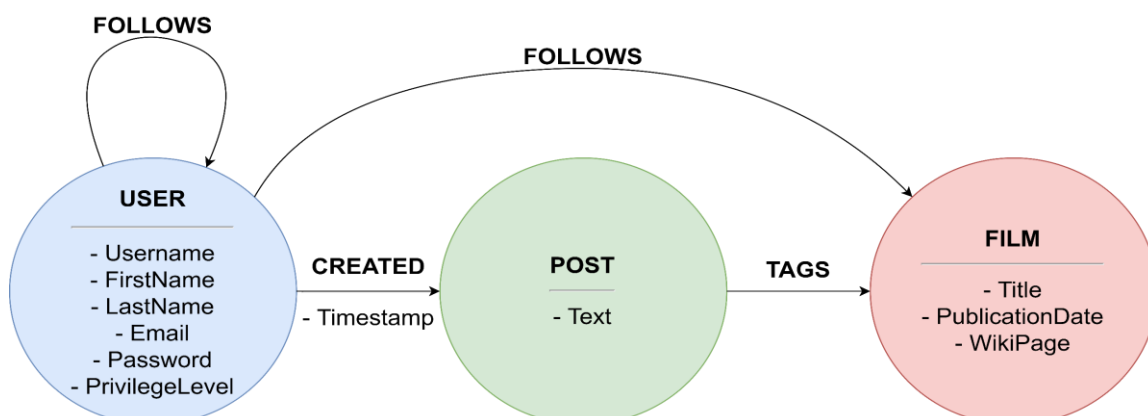 FOLLOWS
FOLLOWS
USER
- Username
- FirstName
- LastName
- Email
- Password
- PrivilegeLevel
CREATED
- Timestamp
POST
- Text
TAGS
FILM
- Title
- PublicationDate
- WikiPage